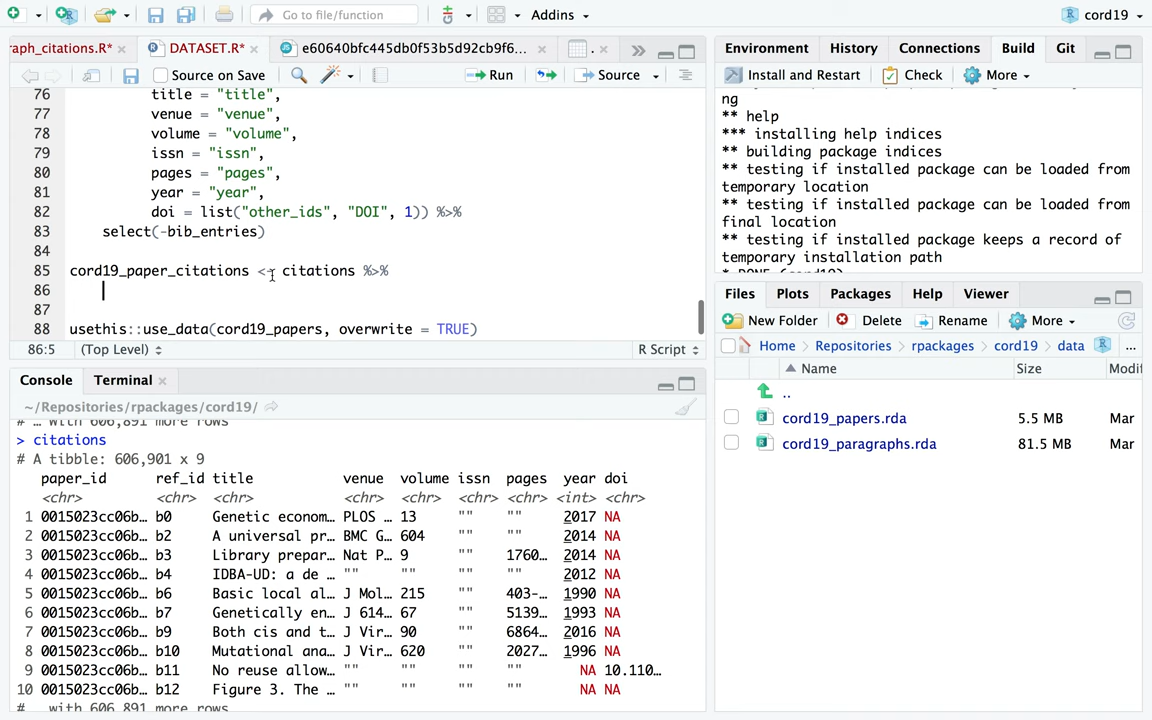 Go to file/function
Addins
cord19
raph_citations.R*
DATASET.R*
e60640bfc445db0f53b5d92cb9f6...
.
Source on Save
Run
Source
76 title = "title",
77 venue = "venue",
78 volume = "volume",
79 issn = "issn",
80 pages = "pages",
81 year = "year",
82 doi = list("other_ids", "DOI", 1)) %>%
83 select(-bib_entries)
84
85 cord19_paper_citations <- citations %>%
86
87
88 usethis::use_data(cord19_papers, overwrite = TRUE)
86:5 (Top Level) R Script
Console Terminal
~/Repositories/rpackages/cord19/
# … with 606,891 more rows
> citations
# A tibble: 606,901 x 9
paper_id ref_id title venue volume issn pages year doi
<chr> <chr> <chr> <chr> <chr> <chr> <chr> <int> <chr>
1 0015023cc06b… b0 Genetic econom… PLOS … 13 "" "" 2017 NA
2 0015023cc06b… b2 A universal pr… BMC G… 604 "" "" 2014 NA
3 0015023cc06b… b3 Library prepar… Nat P… 9 "" 1760… 2014 NA
4 0015023cc06b… b4 IDBA-UD: a de … "" "" "" "" 2012 NA
5 0015023cc06b… b6 Basic local al… J Mol… 215 "" 403-… 1990 NA
6 0015023cc06b… b7 Genetically en… J 614… 67 "" 5139… 1993 NA
7 0015023cc06b… b9 Both cis and t… J Vir… 90 "" 6864… 2016 NA
8 0015023cc06b… b10 Mutational ana… J Vir… 620 "" 2027… 1996 NA
9 0015023cc06b… b11 No reuse allow… "" "" "" "" NA 10.110…
10 0015023cc06b… b12 Figure 3. The … "" "" "" "" NA NA
with 606,891 more rows
Environment History Connections Build Git
Install and Restart Check More
ng
** help
*** installing help indices
** building package indices
** testing if installed package can be loaded from
temporary location
** testing if installed package can be loaded from
final location
** testing if installed package keeps a record of
temporary installation path
* DONE (cord19)
Files Plots Packages Help Viewer
New Folder Delete Rename More
Home Repositories rpackages cord19 data ...
Name Size Modif
..
cord19_papers.rda 5.5 MB Mar
cord19_paragraphs.rda 81.5 MB Mar